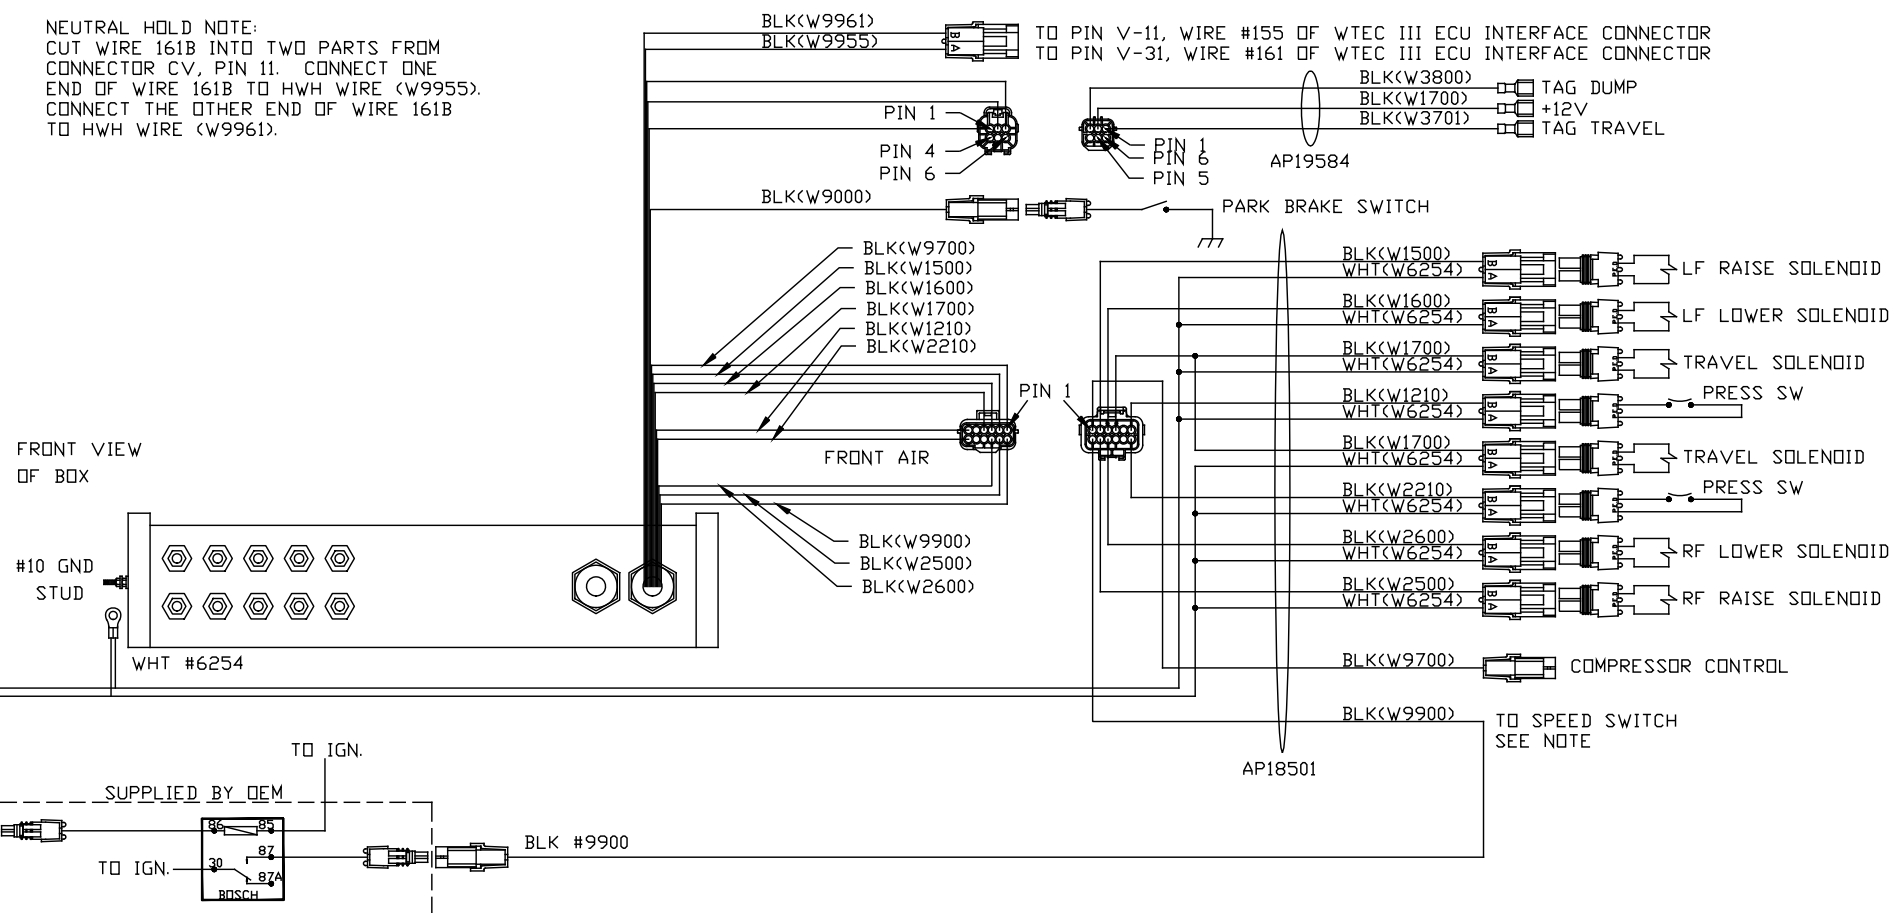 NEUTRAL HOLD NOTE:
CUT WIRE 161B INTO TWO PARTS FROM
CONNECTOR CV, PIN 11.  CONNECT ONE
END OF WIRE 161B TO HWH WIRE (W9955).
CONNECT THE OTHER END OF WIRE 161B
TO HWH WIRE (W9961).
BLK(W9961)
BLK(W9955)
B
A
TO PIN V-11, WIRE #155 OF WTEC III ECU INTERFACE CONNECTOR
TO PIN V-31, WIRE #161 OF WTEC III ECU INTERFACE CONNECTOR
PIN 1
PIN 4
PIN 6
BLK(W3800)
TAG DUMP
BLK(W1700)
+12V
BLK(W3701)
TAG TRAVEL
PIN 1
PIN 6
PIN 5
AP19584
BLK(W9000)
PARK BRAKE SWITCH
BLK(W9700)
BLK(W1500)
BLK(W1600)
BLK(W1700)
BLK(W1210)
BLK(W2210)
PIN 1
FRONT AIR
BLK(W9900)
BLK(W2500)
BLK(W2600)
BLK(W1500)
WHT(W6254)
B
A
LF RAISE SOLENOID
BLK(W1600)
WHT(W6254)
B
A
LF LOWER SOLENOID
BLK(W1700)
WHT(W6254)
B
A
TRAVEL SOLENOID
BLK(W1210)
WHT(W6254)
B
A
PRESS SW
BLK(W1700)
WHT(W6254)
B
A
TRAVEL SOLENOID
BLK(W2210)
WHT(W6254)
B
A
PRESS SW
BLK(W2600)
WHT(W6254)
B
A
RF LOWER SOLENOID
BLK(W2500)
WHT(W6254)
B
A
RF RAISE SOLENOID
BLK(W9700)
COMPRESSOR CONTROL
BLK(W9900)
TO SPEED SWITCH
SEE NOTE
AP18501
FRONT VIEW
OF BOX
#10 GND
STUD
WHT #6254
TO IGN.
SUPPLIED BY OEM
86
85
87
30
87A
BOSCH
TO IGN.
BLK #9900